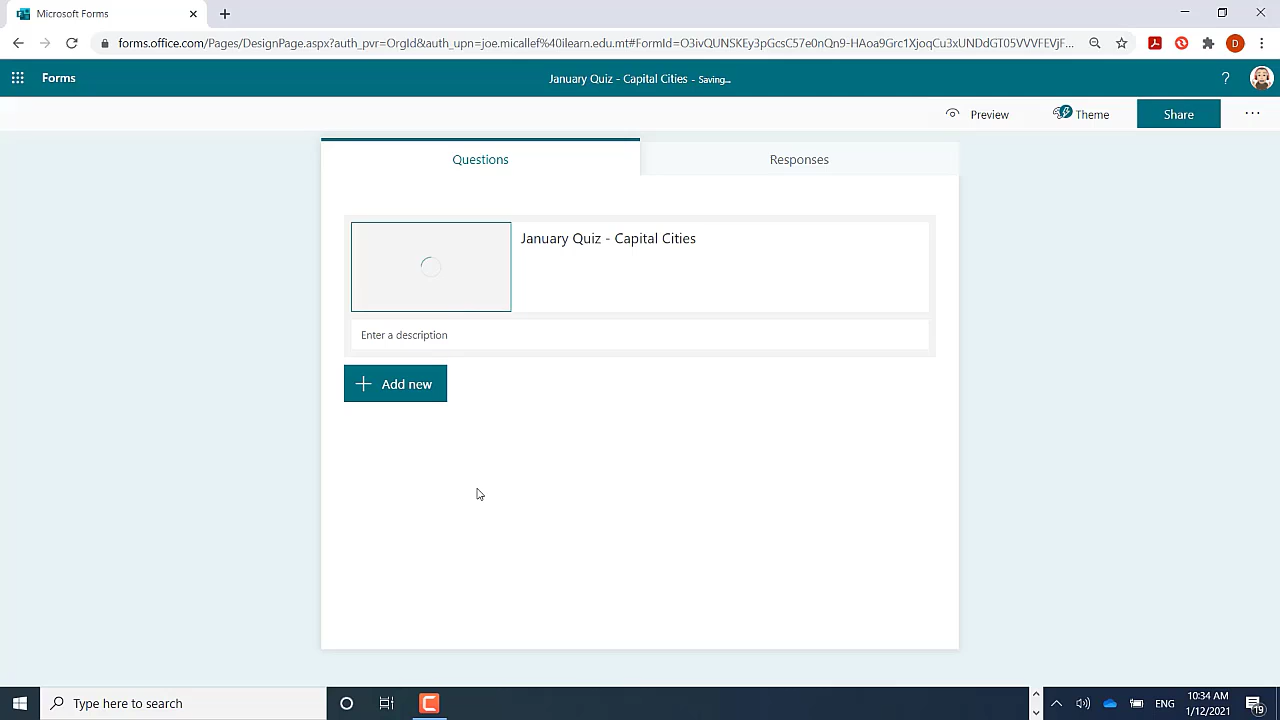 Microsoft Forms
forms.office.com/Pages/DesignPage.aspx?auth_pvr=OrgId&auth_upn=joe.micallef%40ilearn.edu.mt#FormId=O3ivQUNSKEy3pGcsC57e0nQn9-HAoa9Grc1XjoqCu3xUNDdGT05VVVFEVjF...
D
Forms
January Quiz - Capital Cities - Saving...
?
Preview
Theme
Share
Questions
Responses
January Quiz - Capital Cities
Enter a description
Add new
Type here to search
ENG
10:34 AM
1/12/2021
19